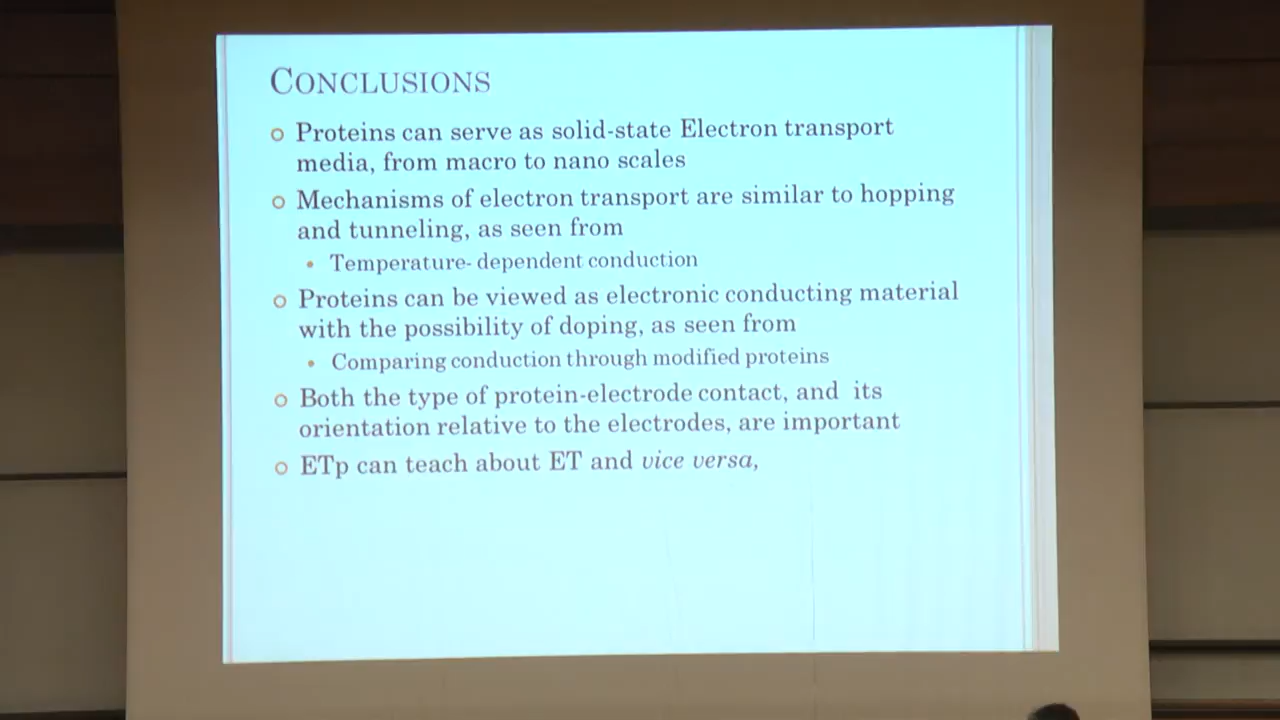 CONCLUSIONS
Proteins can serve as solid-state Electron transport
media, from macro to nano scales
Mechanisms of electron transport are similar to hopping
and tunneling, as seen from
Temperature- dependent conduction
Proteins can be viewed as electronic conducting material
with the possibility of doping, as seen from
Comparing conduction through modified proteins
Both the type of protein-electrode contact, and its
orientation relative to the electrodes, are important
ETp can teach about ET and vice versa,